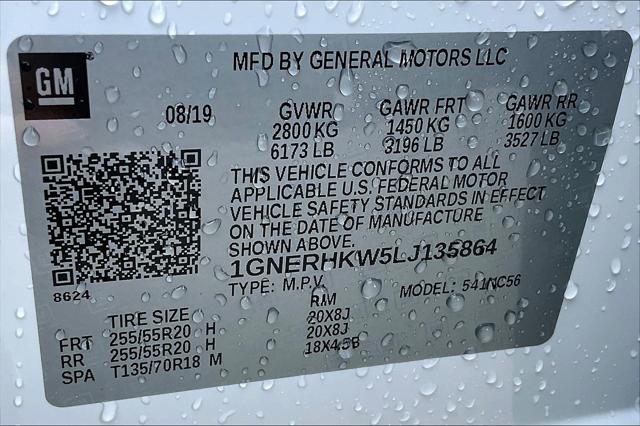 GM
MFD BY GENERAL MOTORS LLC
08/19
GVWR GAWR FRT GAWR RR
2800 KG 1450 KG 1600 KG
6173 LB 3196 LB 3527 LB
THIS VEHICLE CONFORMS TO ALL
APPLICABLE U.S. FEDERAL MOTOR
VEHICLE SAFETY STANDARDS IN EFFECT
ON THE DATE OF MANUFACTURE
SHOWN ABOVE.
1GNERHKW5LJ135864
8624
TYPE: M.P.V. MODEL: 541NC56
TIRE SIZE RIM
FRT 255/55R20 H 20X8J
RR 255/55R20 H 20X8J
SPA T135/70R18 M 18X4.5B